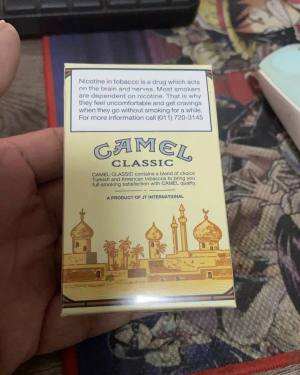 Nicotine in tobacco is a drug which acts
on the brain and nerves. Most smokers
are dependent on nicotine. That is why
they feel uncomfortable and get cravings
when they go without smoking for a while.
For more information call (011) 720-3145
CAMEL
CLASSIC
CAMEL CLASSIC contains a blend of choice
Turkish and American tobaccos to bring you
full smoking satisfaction with CAMEL quality.
A PRODUCT OF JT INTERNATIONAL